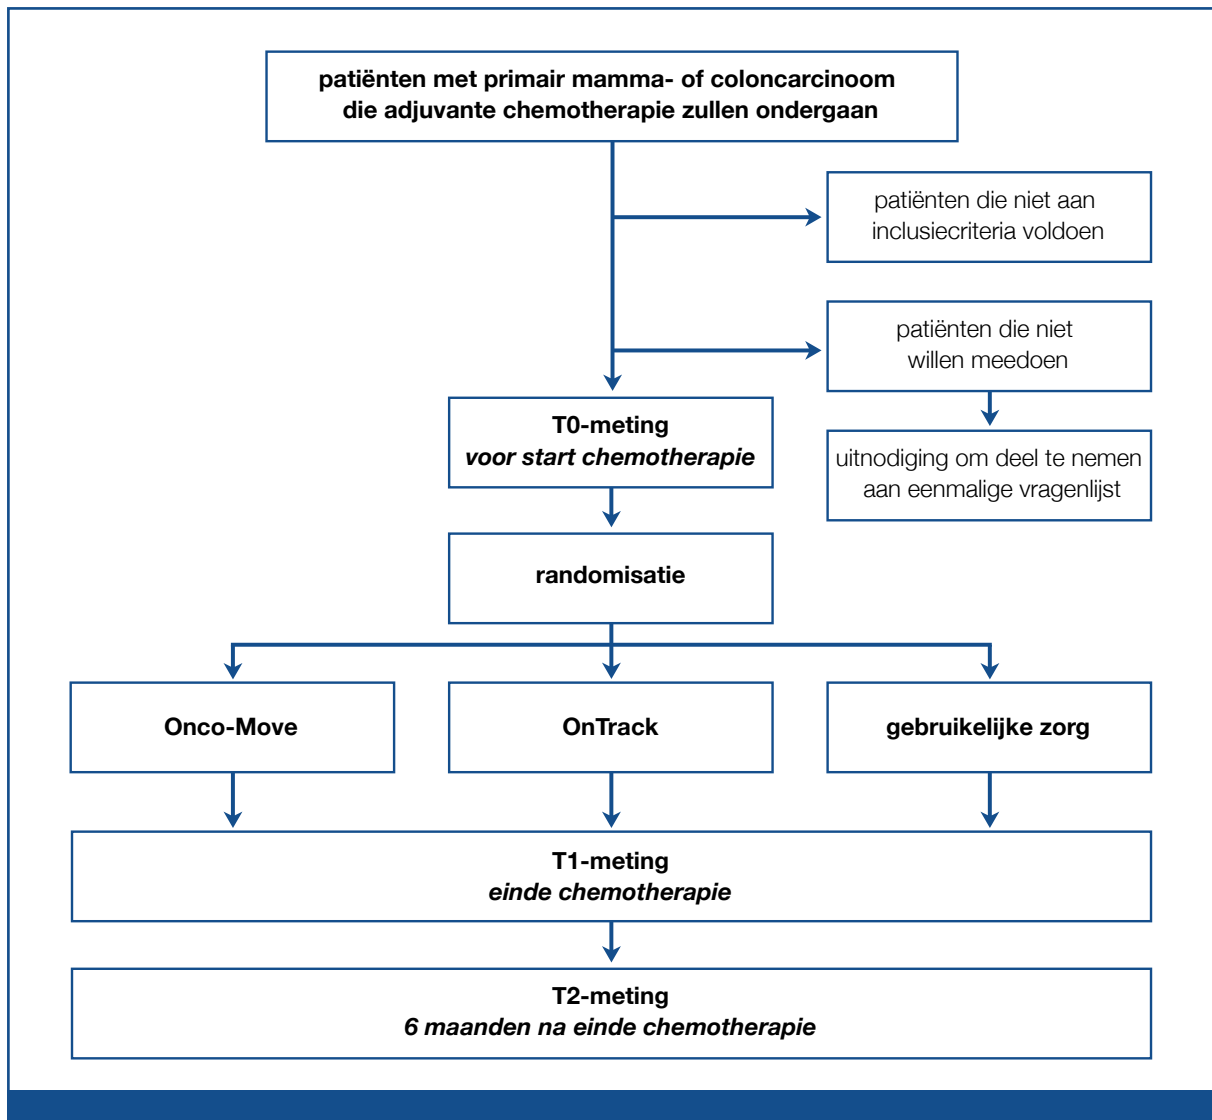 patiënten met primair mamma- of coloncarcinoom
die adjuvante chemotherapie zullen ondergaan
patiënten die niet aan
inclusiecriteria voldoen
patiënten die niet
willen meedoen
uitnodiging om deel te nemen
aan eenmalige vragenlijst
T0-meting
voor start chemotherapie
randomisatie
Onco-Move
OnTrack
gebruikelijke zorg
T1-meting
einde chemotherapie
T2-meting
6 maanden na einde chemotherapie